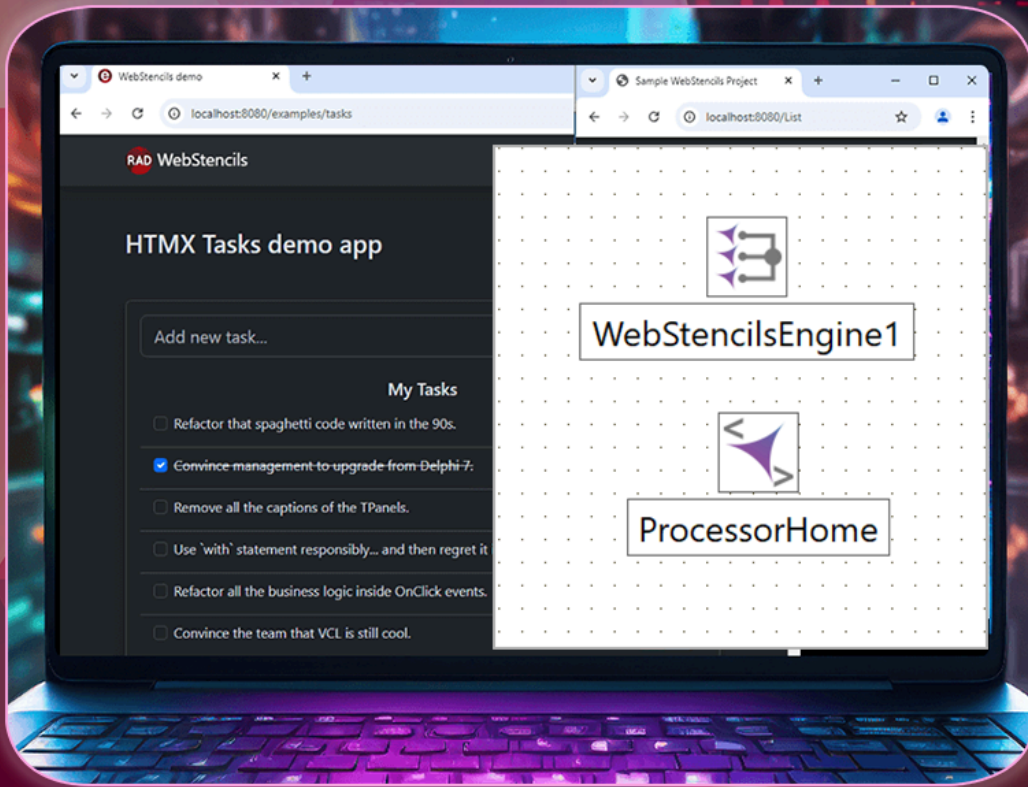 WebStencils demo
localhost:8080/examples/tasks
RAD WebStencils
HTMX Tasks demo app
Add new task...
My Tasks
Refactor that spaghetti code written in the 90s.
Convince management to upgrade from Delphi 7.
Remove all the captions of the TPanels.
Use `with` statement responsibly... and then regret it
Refactor all the business logic inside OnClick events.
Convince the team that VCL is still cool.
Sample WebStencils Project
localhost:8080/List
WebStencilsEngine1
ProcessorHome